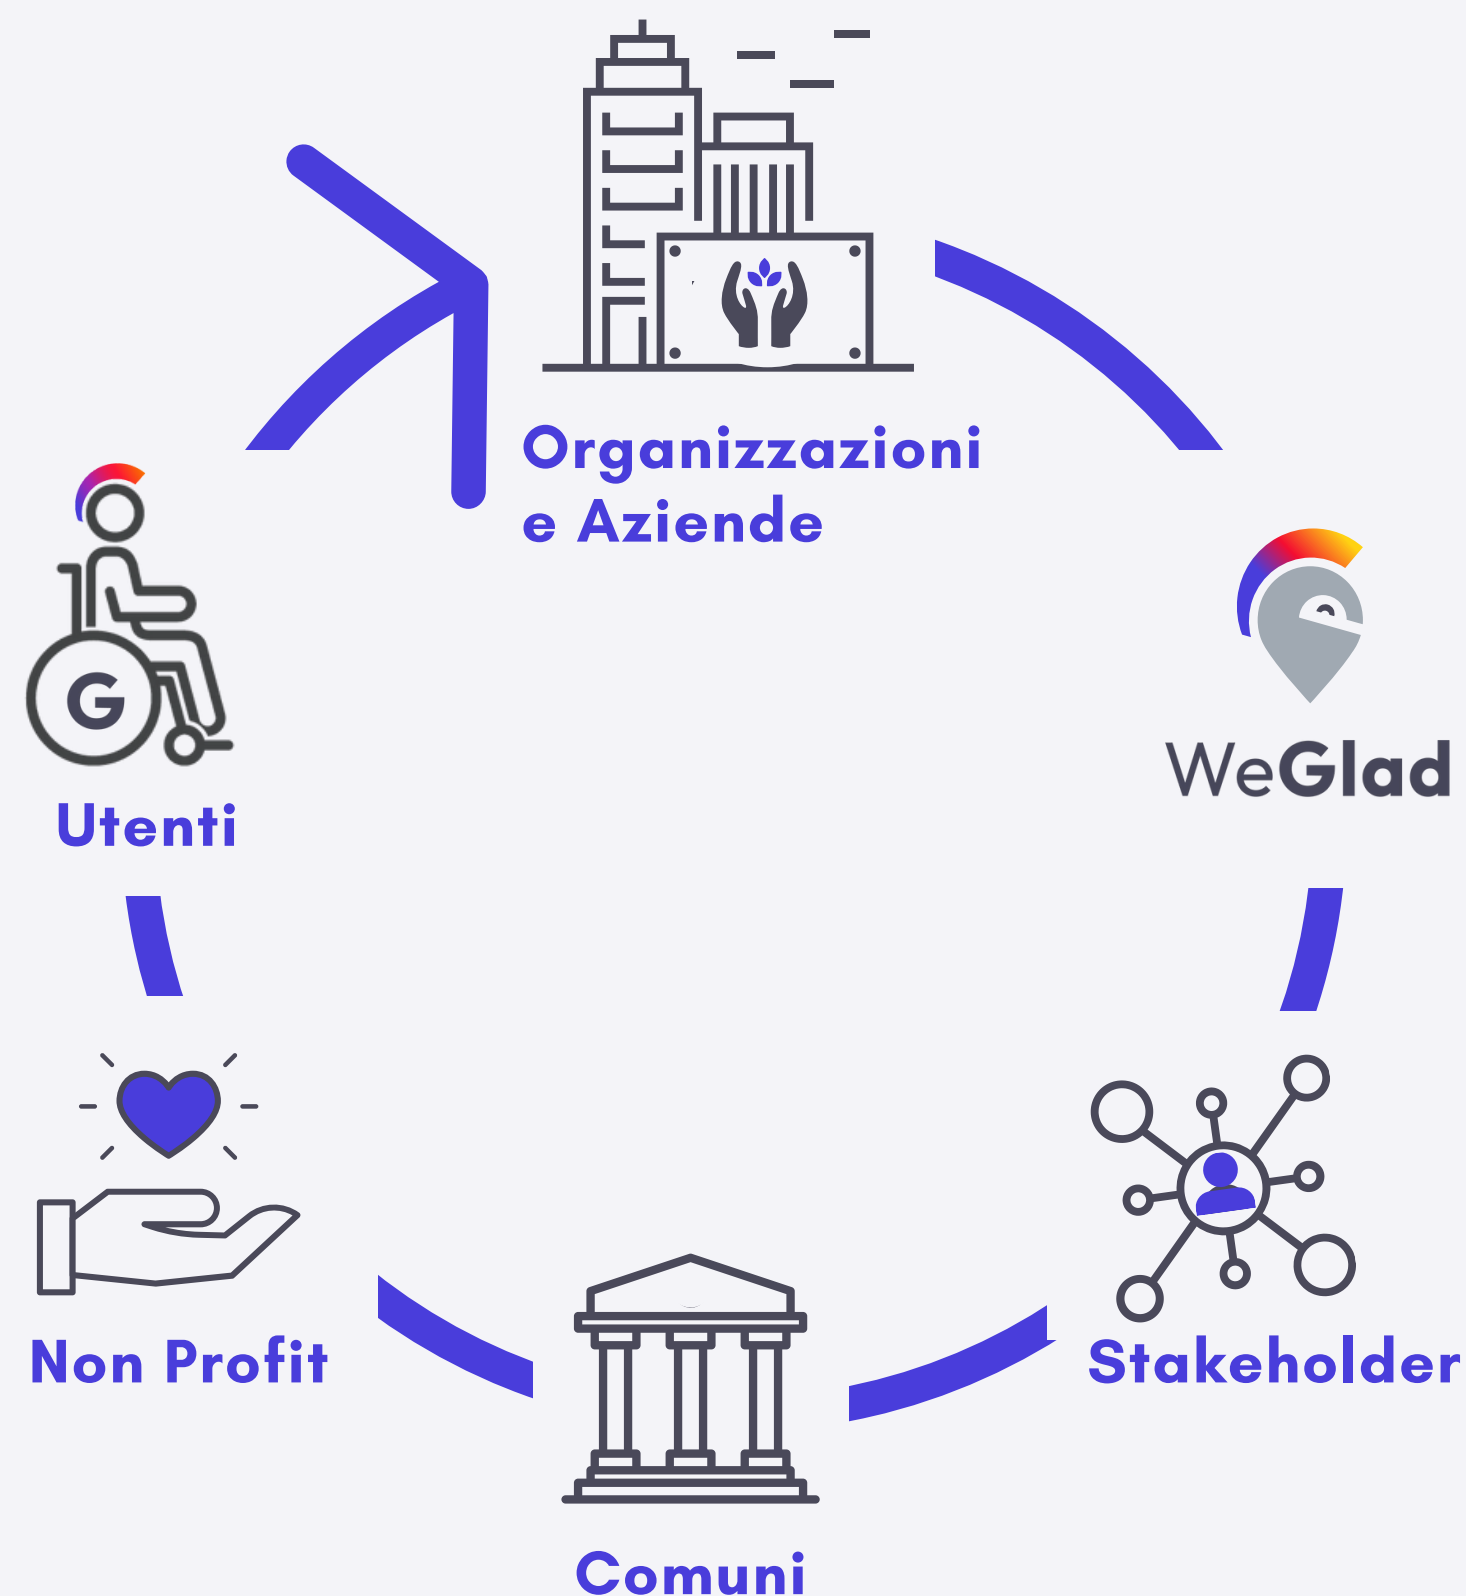 Organizzazioni
e Aziende
WeGlad
G
Utenti
Non Profit
Stakeholder
Comuni